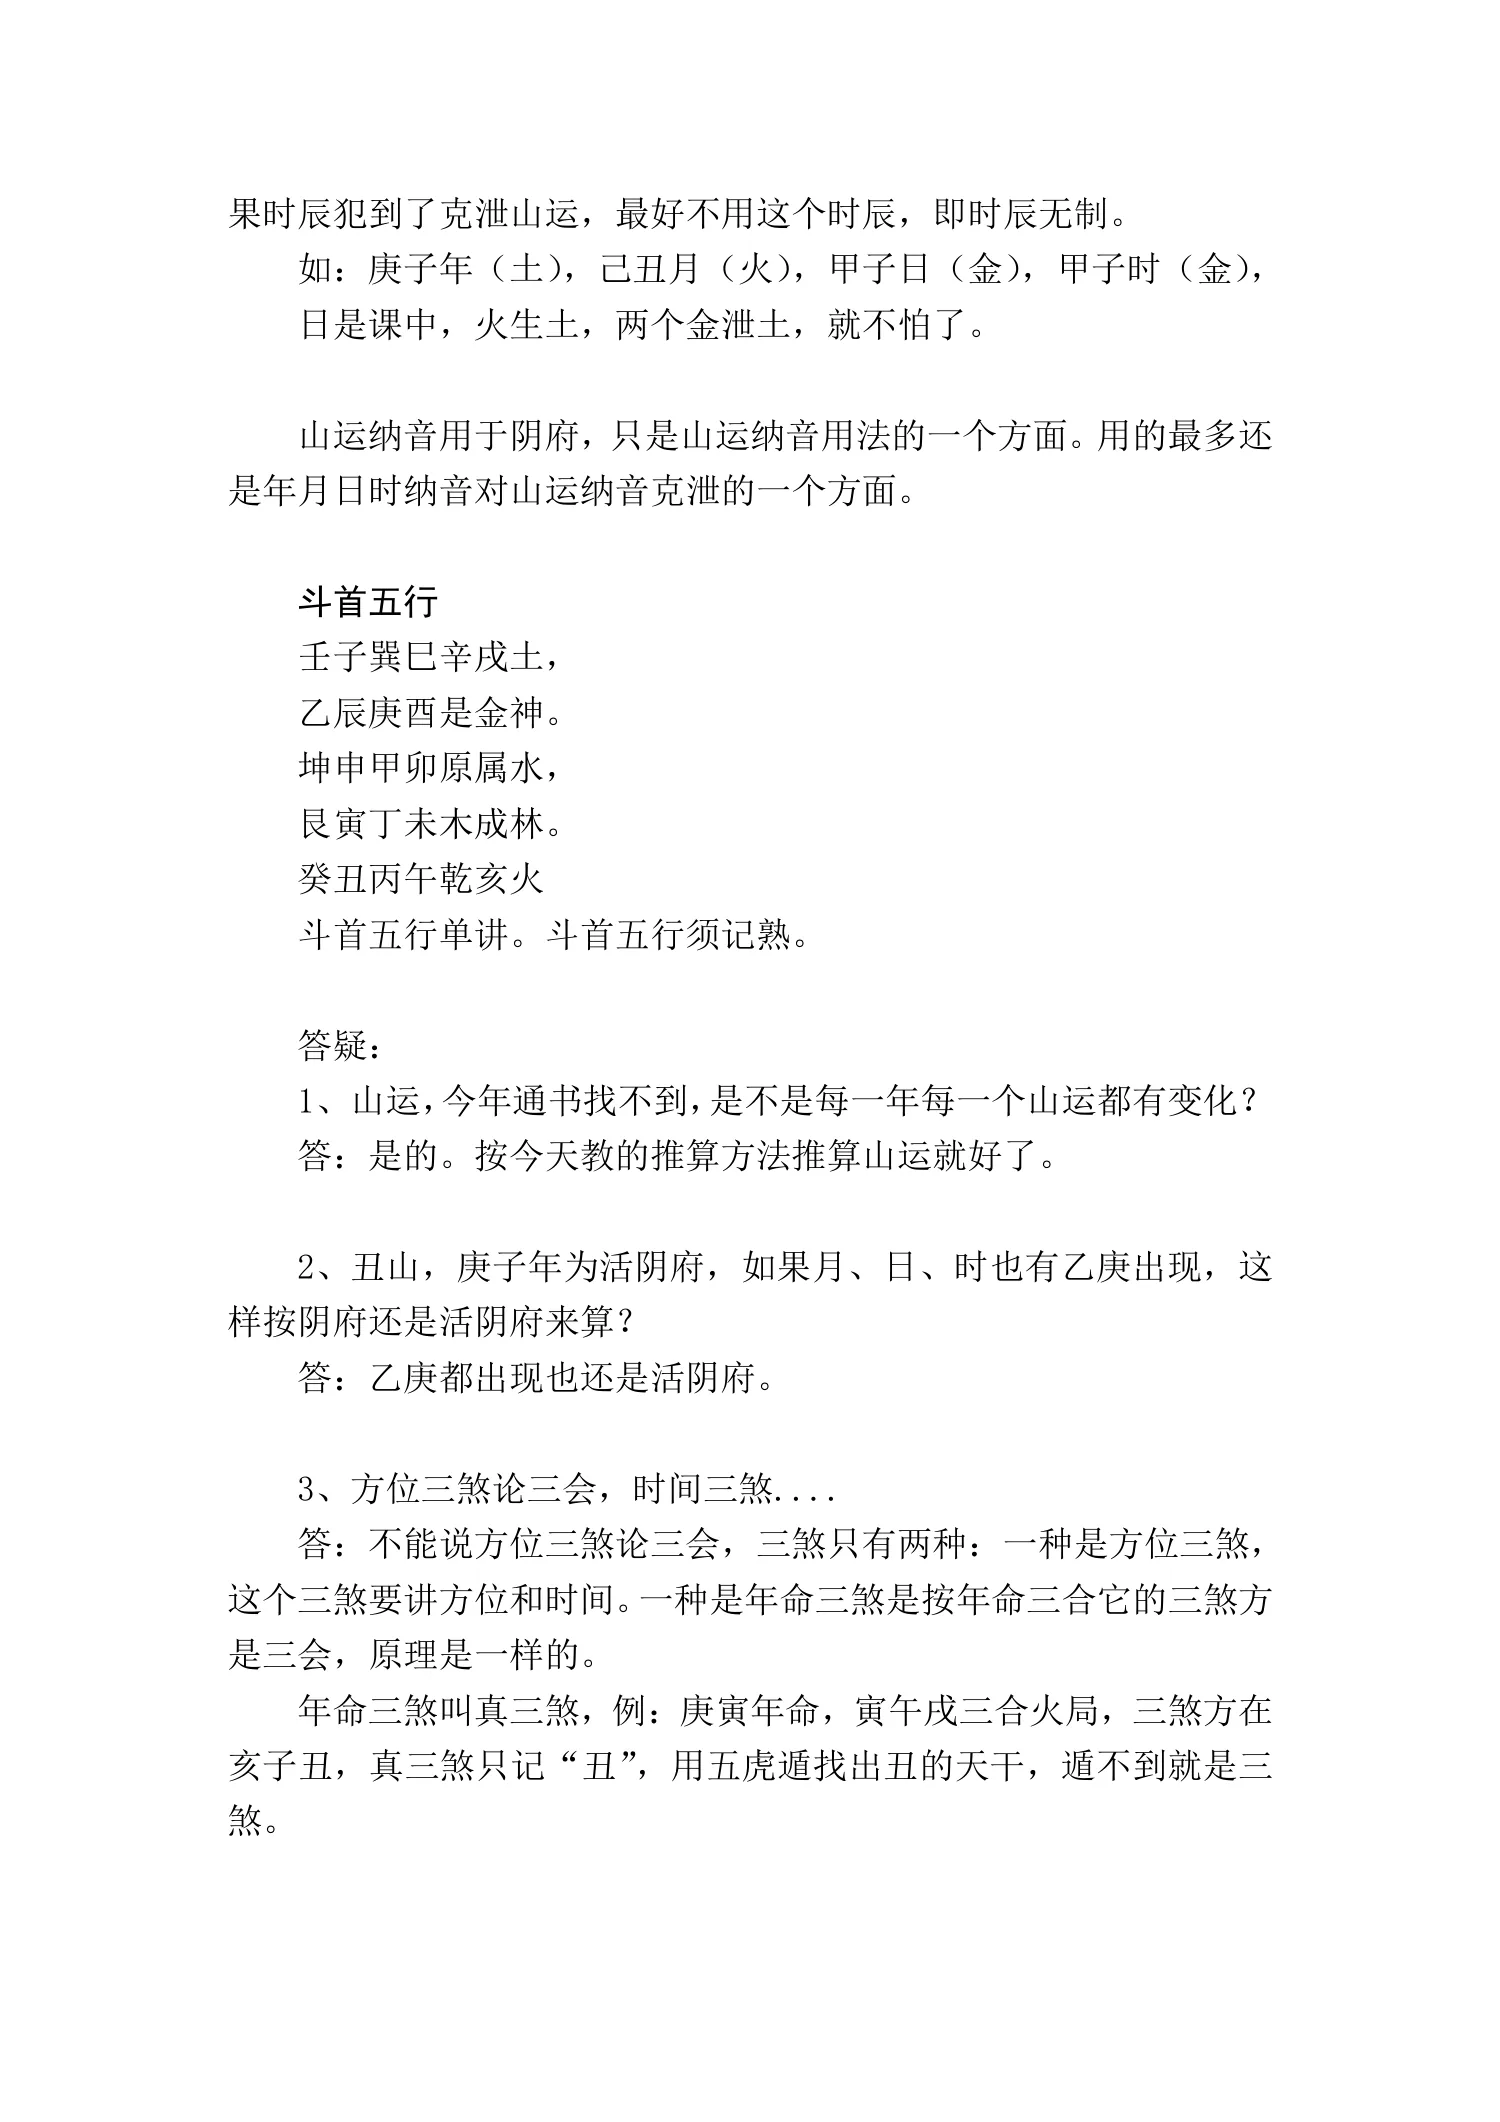 果时辰犯到了克泄山运，最好不用这个时辰，即时辰无制。
如：庚子年（土），己丑月（火），甲子日（金），甲子时（金），
日是课中，火生土，两个金泄土，就不怕了。
山运纳音用于阴府，只是山运纳音用法的一个方面。用的最多还
是年月日时纳音对山运纳音克泄的一个方面。
斗首五行
壬子巽巳辛戌土，
乙辰庚酉是金神。
坤申甲卯原属水，
艮寅丁未木成林。
癸丑丙午乾亥火
斗首五行单讲。斗首五行须记熟。
答疑：
1、山运，今年通书找不到，是不是每一年每一个山运都有变化？
答：是的。按今天教的推算方法推算山运就好了。
2、丑山，庚子年为活阴府，如果月、日、时也有乙庚出现，这
样按阴府还是活阴府来算？
答：乙庚都出现也还是活阴府。
3、方位三煞论三会，时间三煞....
答：不能说方位三煞论三会，三煞只有两种：一种是方位三煞，
这个三煞要讲方位和时间。一种是年命三煞是按年命三合它的三煞方
是三会，原理是一样的。
年命三煞叫真三煞，例：庚寅年命，寅午戌三合火局，三煞方在
亥子丑，真三煞只记“丑”，用五虎遁找出丑的天干，遁不到就是三
煞。